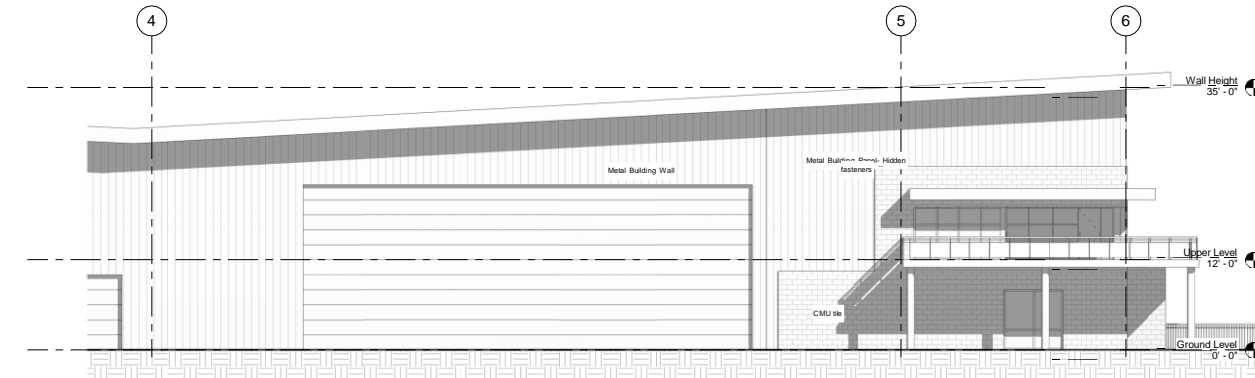 4
5
6
Wall Height
35' - 0"
Metal Building Wall
Metal Building Panel- Hidden
fasteners
Upper Level
12' - 0"
CMU tile
Ground Level
0' - 0"